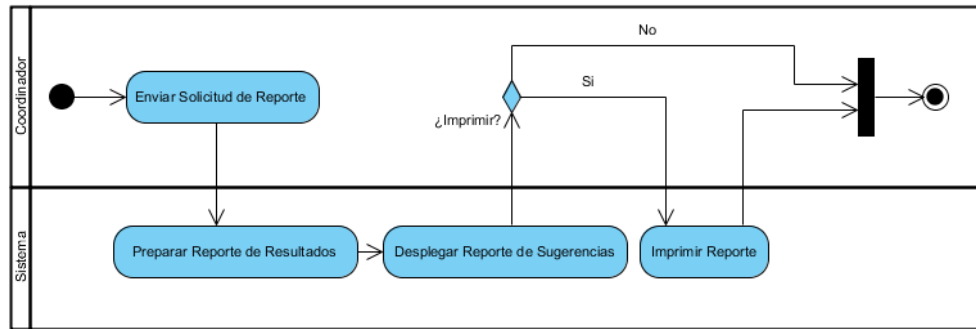 Coordinador
Enviar Solicitud de Reporte
¿Imprimir?
No
Si
Sistema
Preparar Reporte de Resultados
Desplegar Reporte de Sugerencias
Imprimir Reporte